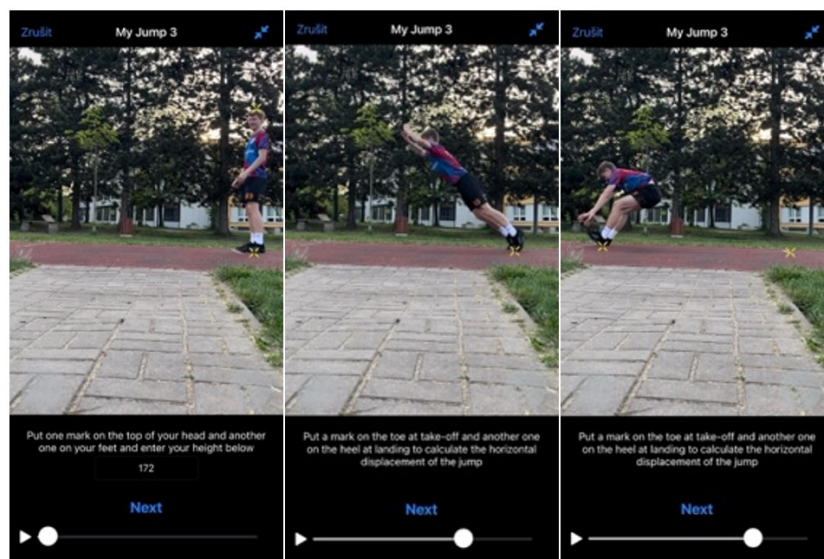 Zrušit
My Jump 3
Put one mark on the top of your head and another
one on your feet and enter your height below
172
Next
Zrušit
My Jump 3
Put a mark on the toe at take-off and another one
on the heel at landing to calculate the horizontal
displacement of the jump
Next
Zrušit
My Jump 3
Put a mark on the toe at take-off and another one
on the heel at landing to calculate the horizontal
displacement of the jump
Next